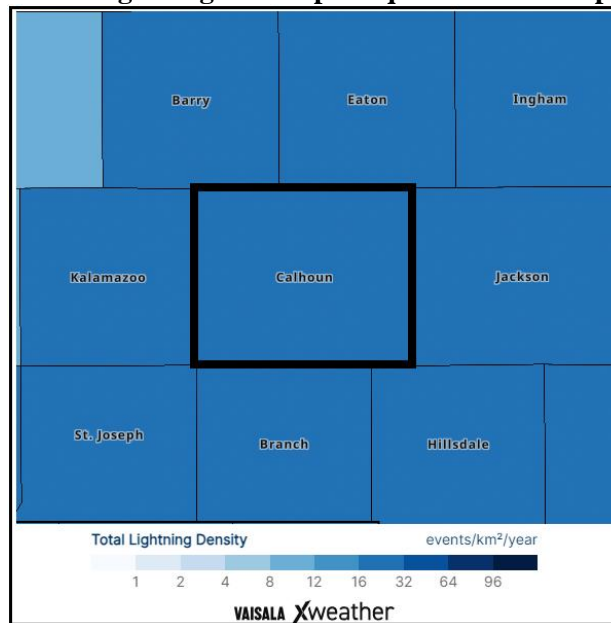 Barry Eaton Ingham
Kalamazoo Calhoun Jackson
St. Joseph Branch Hillsdale
Total Lightning Density events/km²/year
1 2 4 8 12 16 32 64 96
VAISALA Xweather